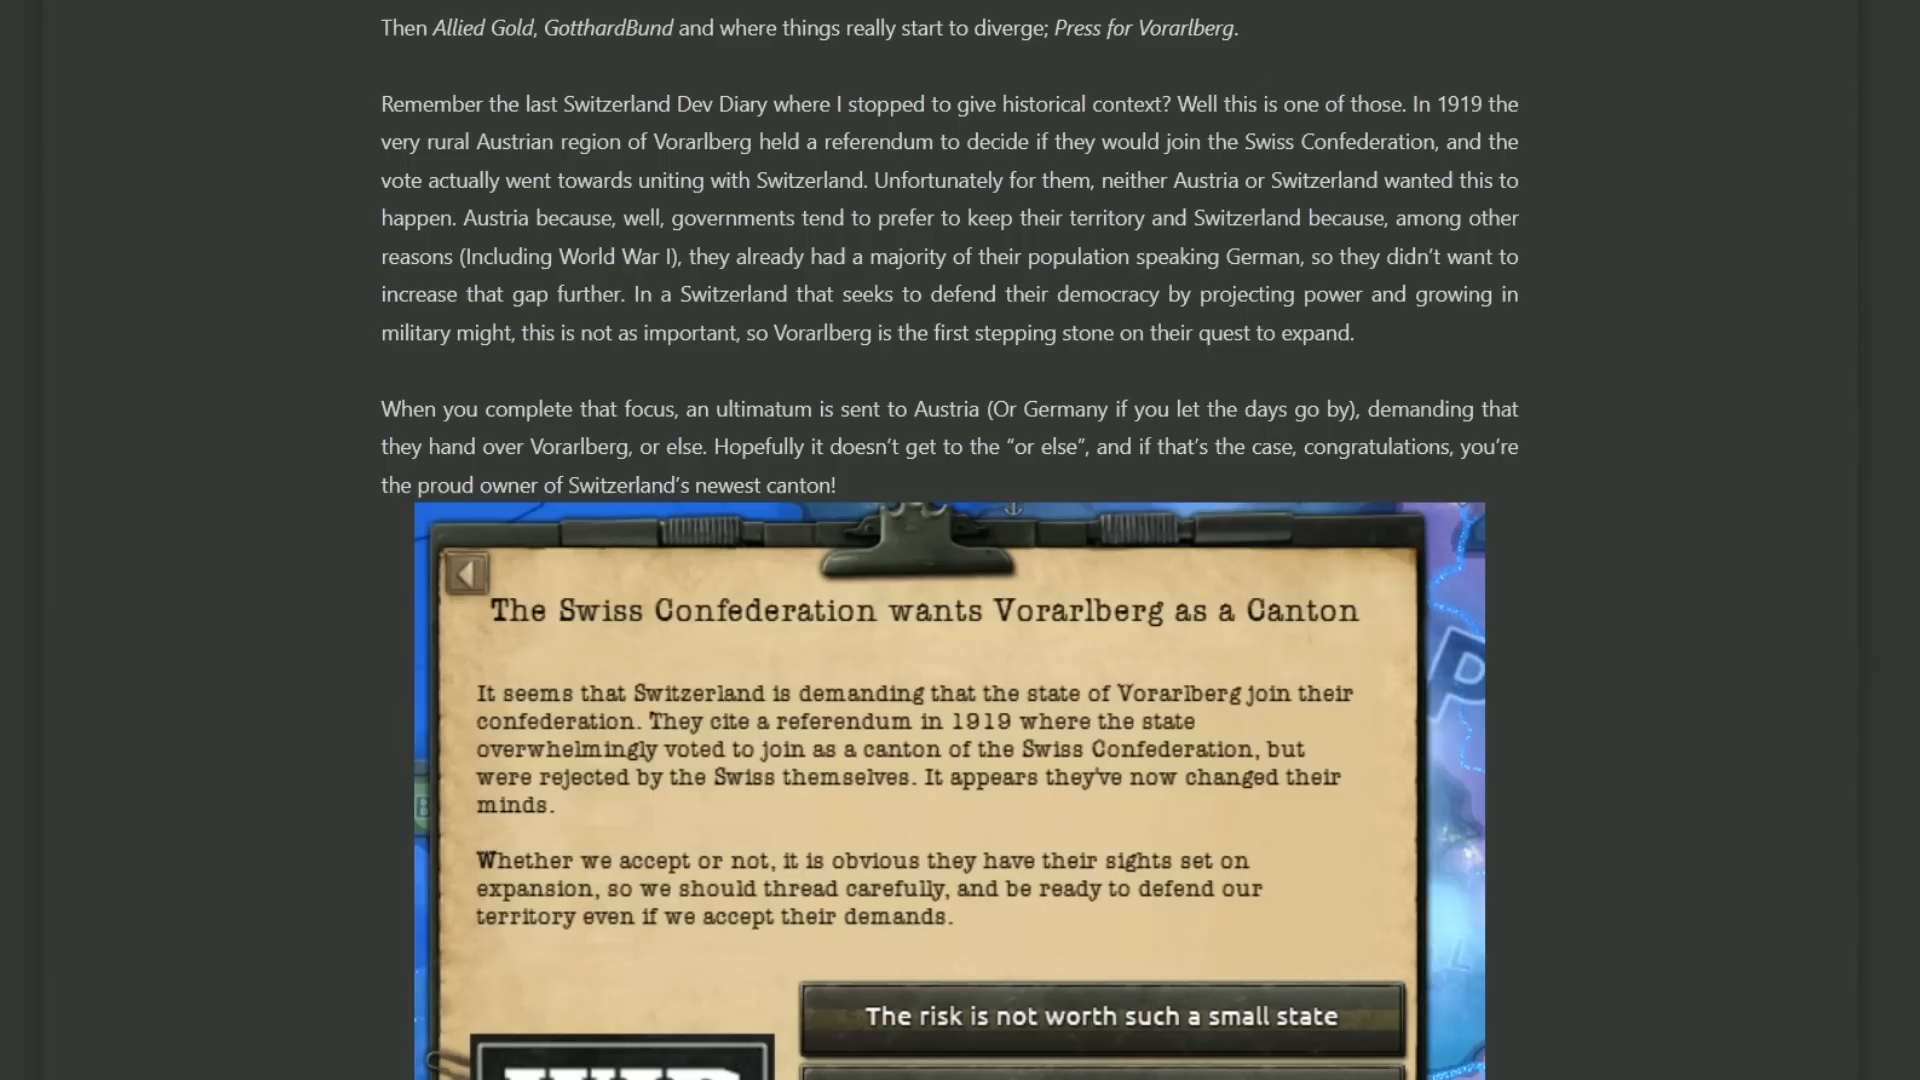 Then Allied Gold, GotthardBund and where things really start to diverge; Press for Vorarlberg.
Remember the last Switzerland Dev Diary where I stopped to give historical context? Well this is one of those. In 1919 the
very rural Austrian region of Vorarlberg held a referendum to decide if they would join the Swiss Confederation, and the
vote actually went towards uniting with Switzerland. Unfortunately for them, neither Austria or Switzerland wanted this to
happen. Austria because, well, governments tend to prefer to keep their territory and Switzerland because, among other
reasons (Including World War I), they already had a majority of their population speaking German, so they didn’t want to
increase that gap further. In a Switzerland that seeks to defend their democracy by projecting power and growing in
military might, this is not as important, so Vorarlberg is the first stepping stone on their quest to expand.
When you complete that focus, an ultimatum is sent to Austria (Or Germany if you let the days go by), demanding that
they hand over Vorarlberg, or else. Hopefully it doesn’t get to the “or else”, and if that’s the case, congratulations, you’re
the proud owner of Switzerland’s newest canton!
The Swiss Confederation wants Vorarlberg as a Canton
It seems that Switzerland is demanding that the state of Vorarlberg join their
confederation. They cite a referendum in 1919 where the state
overwhelmingly voted to join as a canton of the Swiss Confederation, but
were rejected by the Swiss themselves. It appears they've now changed their
minds.
Whether we accept or not, it is obvious they have their sights set on
expansion, so we should thread carefully, and be ready to defend our
territory even if we accept their demands.
The risk is not worth such a small state
P
L
B